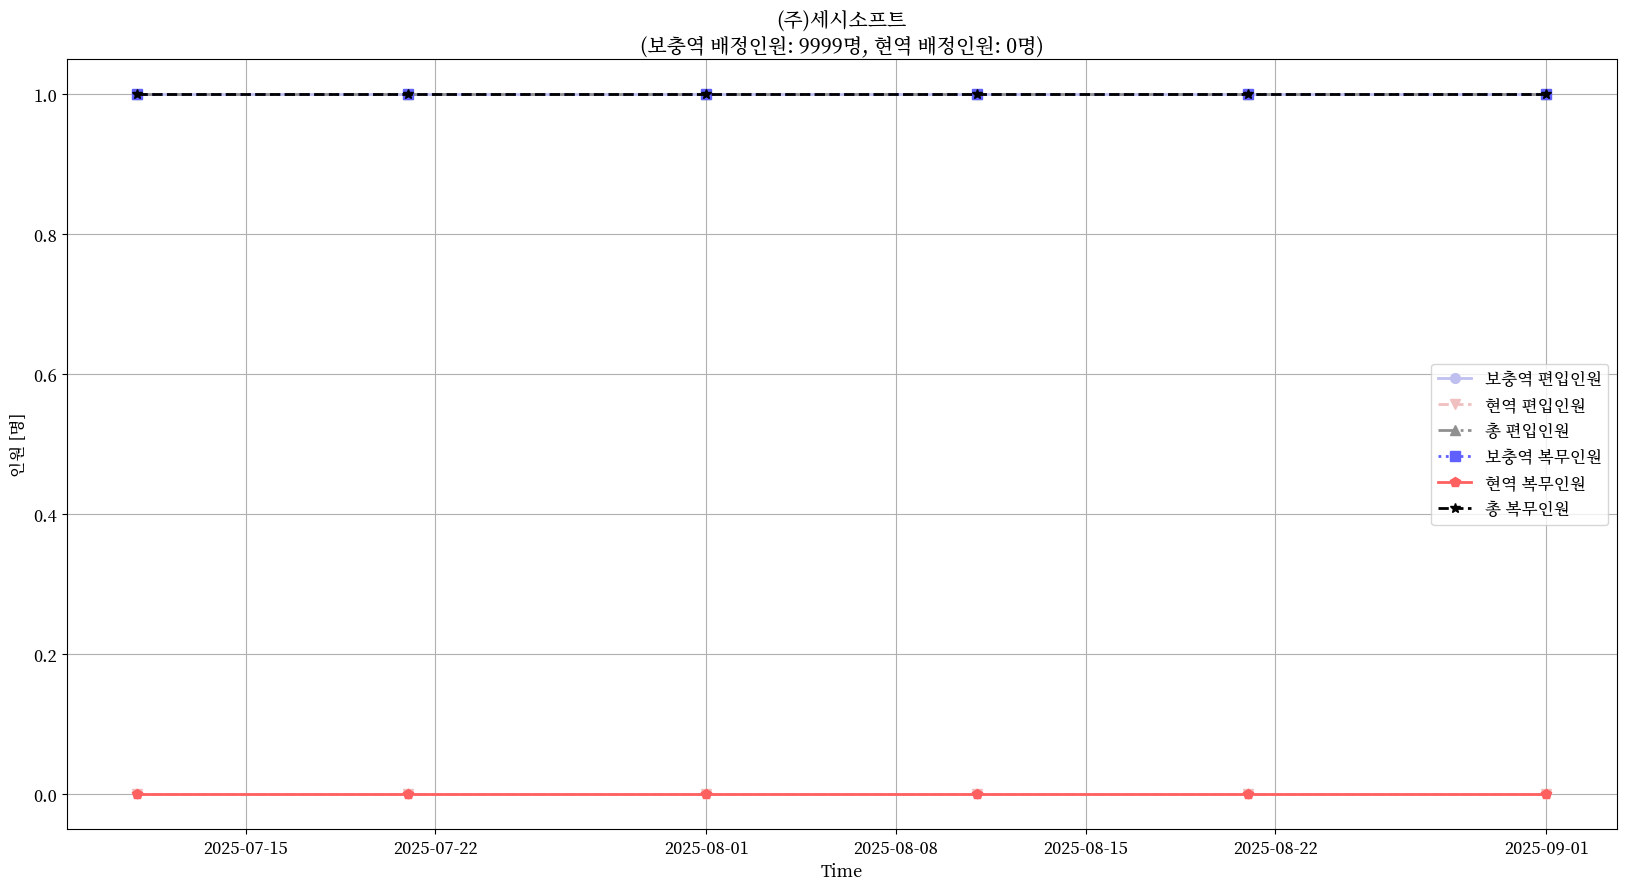 (주)세시소프트
(보충역 배정인원: 9999명, 현역 배정인원: 0명)
1.0
0.8
0.6
0.4
0.2
0.0
인원 [명]
보충역 편입인원
현역 편입인원
총 편입인원
보충역 복무인원
현역 복무인원
총 복무인원
2025-07-15
2025-07-22
2025-08-01
2025-08-08
2025-08-15
2025-08-22
2025-09-01
Time